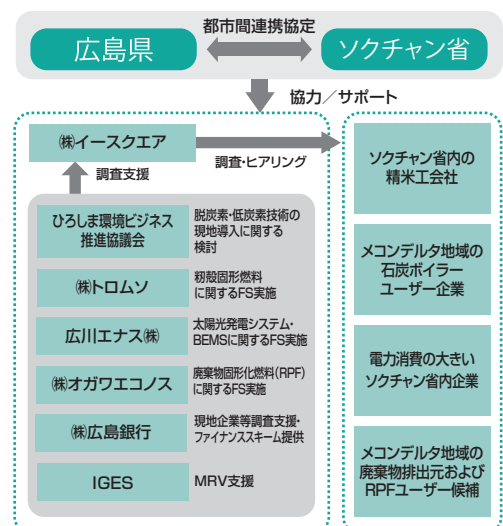 都市間連携協定
広島県
ソクチャン省
協力／サポート
㈱イースクエア
調査・ヒアリング
調査支援
ひろしま環境ビジネス
推進協議会
脱炭素・低炭素技術の
現地導入に関する
検討
㈱トロムソ
籾殻固形燃料
に関するFS実施
広川エナス㈱
太陽光発電システム・
BEMSに関するFS実施
㈱オガワエコノス
廃棄物固形化燃料(RPF)
に関するFS実施
㈱広島銀行
現地企業等調査支援・
ファイナンススキーム提供
IGES
MRV支援
ソクチャン省内の
精米工会社
メコンデルタ地域の
石炭ボイラー
ユーザー企業
電力消費の大きい
ソクチャン省内企業
メコンデルタ地域の
廃棄物排出元および
RPFユーザー候補